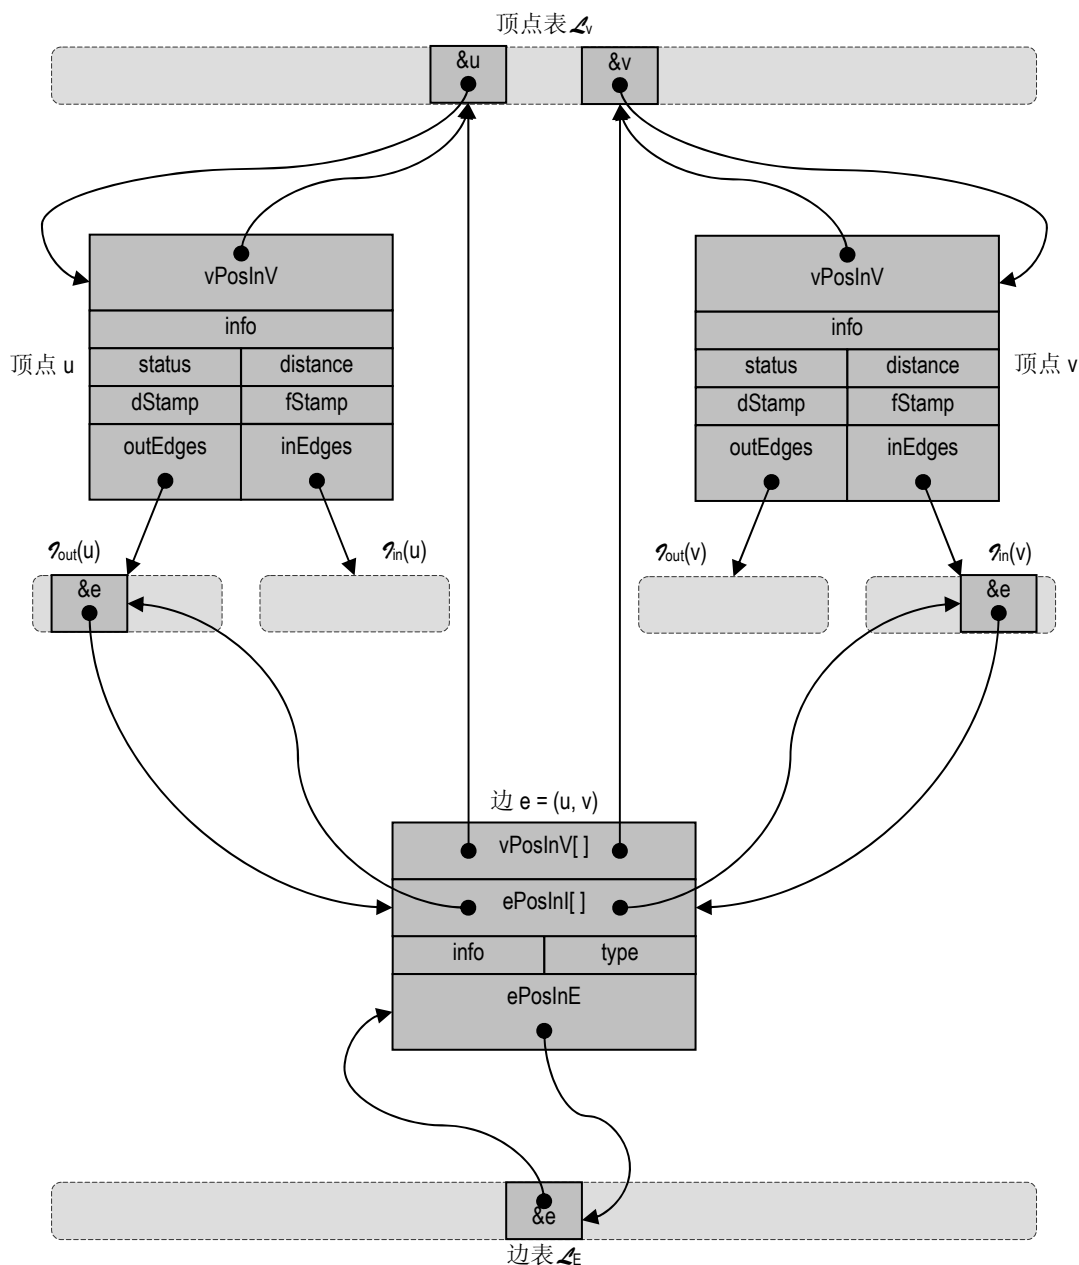 顶点表ℒV
&u
&v
vPosInV
vPosInV
info
info
顶点 u
status
distance
status
distance
顶点 v
dStamp
fStamp
dStamp
fStamp
outEdges
inEdges
outEdges
inEdges
ℐout(u)
ℐin(u)
ℐout(v)
ℐin(v)
&e
&e
边 e = (u, v)
vPosInV[ ]
ePosInI[ ]
info
type
ePosInE
&e
边表ℒE